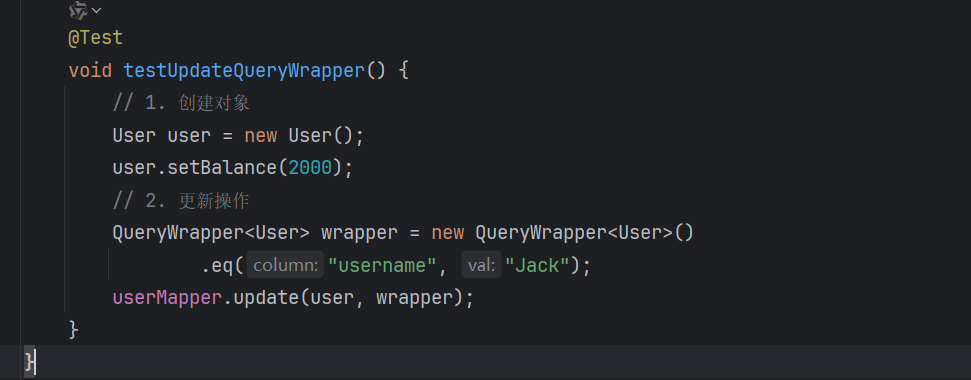 @Test
void testUpdateQueryWrapper() {
// 1. 创建对象
User user = new User();
user.setBalance(2000);
// 2. 更新操作
QueryWrapper<User> wrapper = new QueryWrapper<User>()
.eq( column: "username", val: "Jack");
userMapper.update(user, wrapper);
}
}